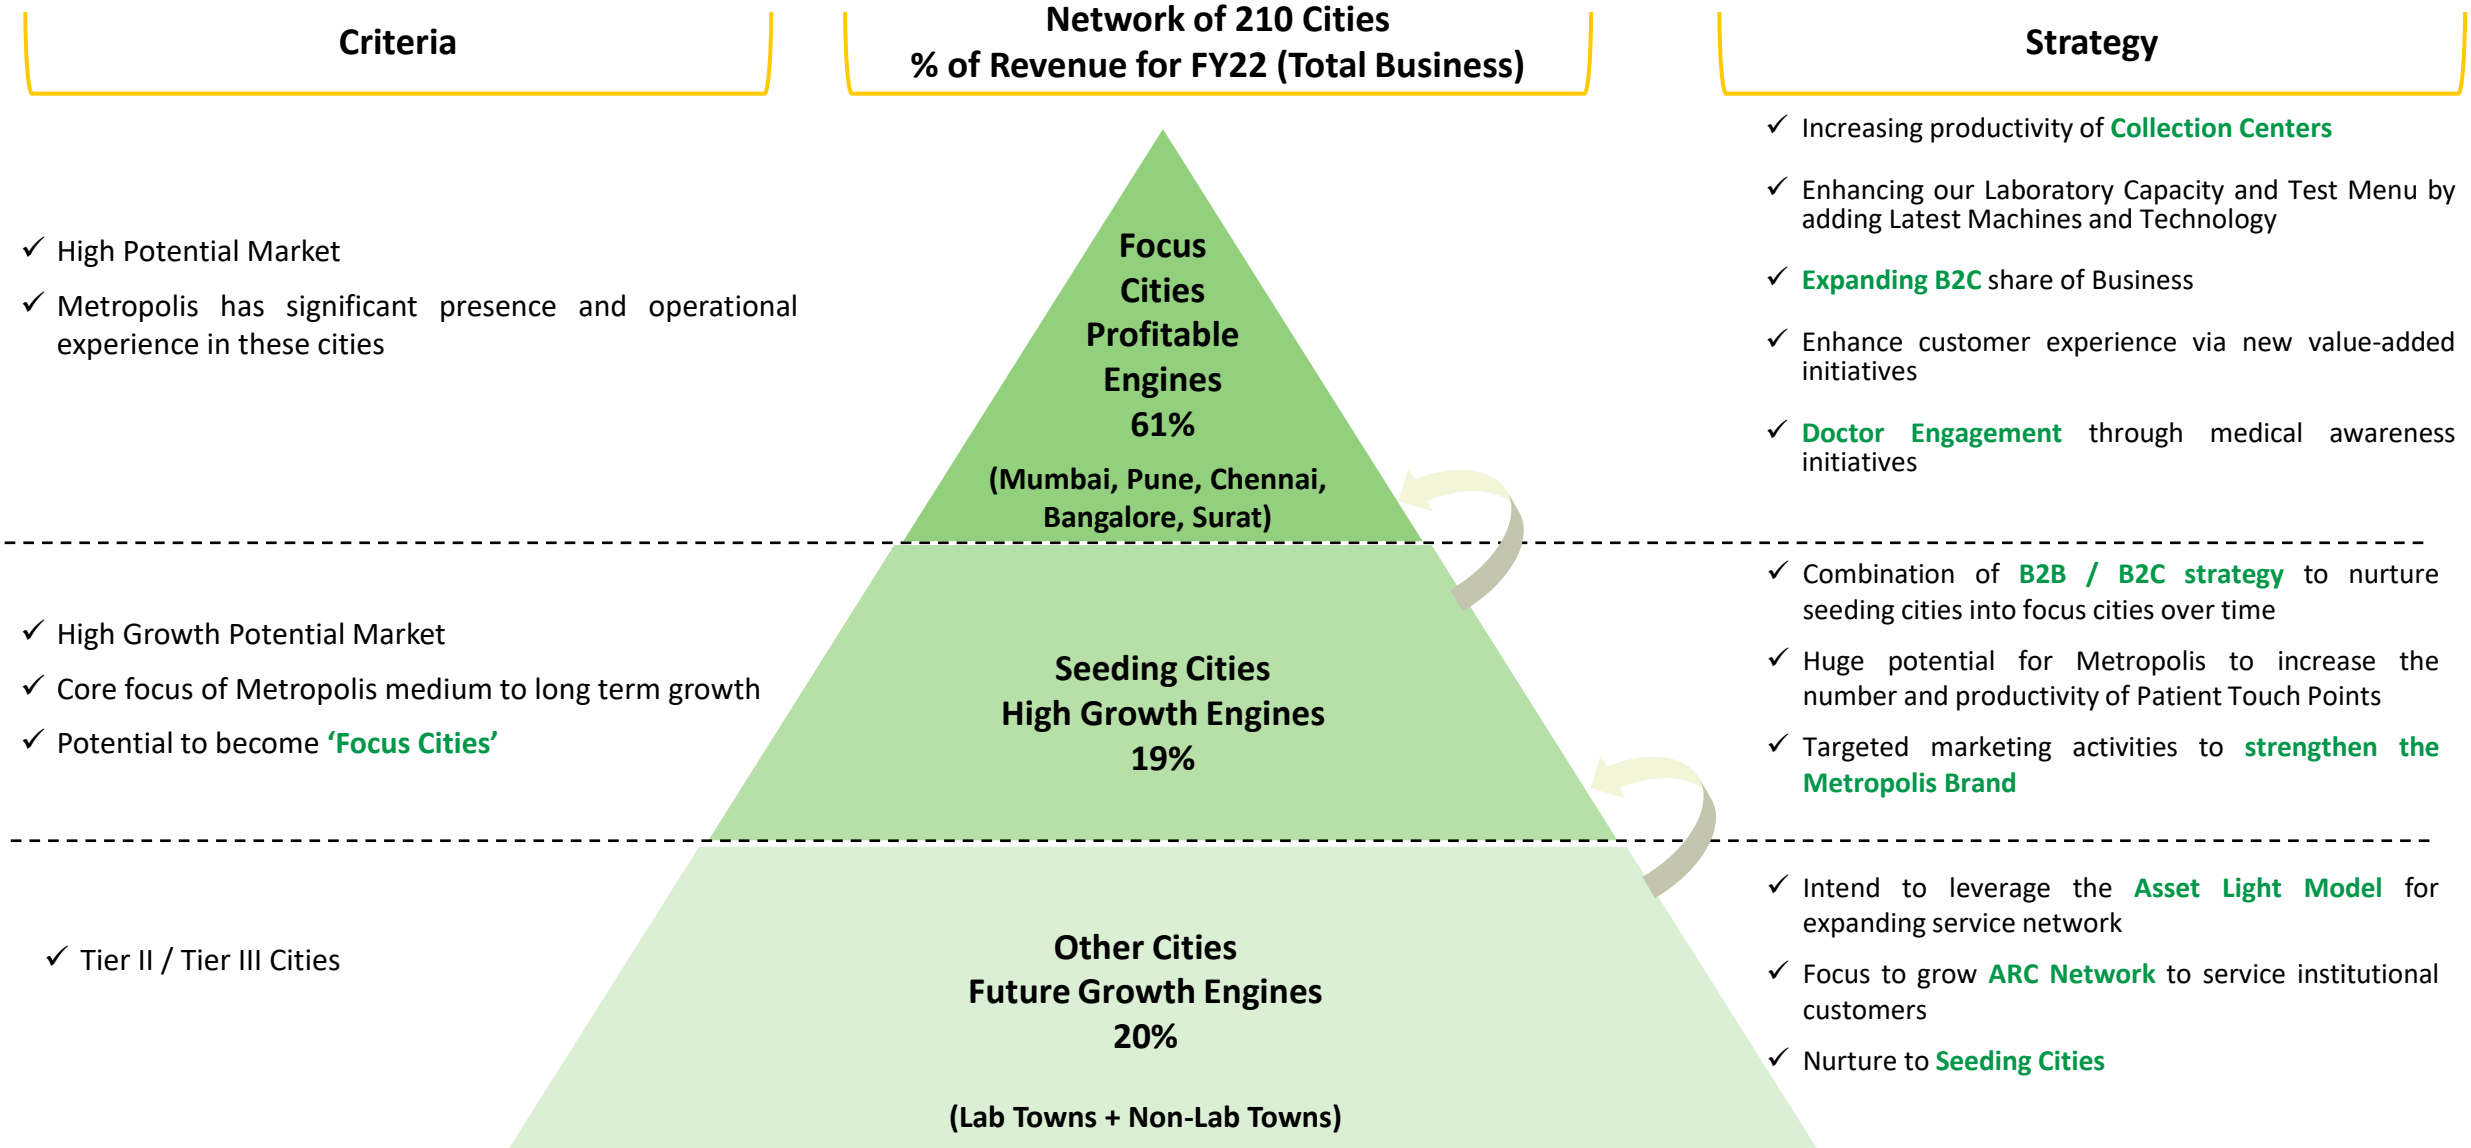 Criteria
Network of 210 Cities
% of Revenue for FY22 (Total Business)
Strategy
✓ High Potential Market
✓ Metropolis has significant presence and operational
experience in these cities
Focus
Cities
Profitable
Engines
61%
(Mumbai, Pune, Chennai,
Bangalore, Surat)
✓ Increasing productivity of Collection Centers
✓ Enhancing our Laboratory Capacity and Test Menu by
adding Latest Machines and Technology
✓ Expanding B2C share of Business
✓ Enhance customer experience via new value-added
initiatives
✓ Doctor Engagement through medical awareness
initiatives
✓ High Growth Potential Market
✓ Core focus of Metropolis medium to long term growth
✓ Potential to become ‘Focus Cities’
Seeding Cities
High Growth Engines
19%
✓ Combination of B2B / B2C strategy to nurture
seeding cities into focus cities over time
✓ Huge potential for Metropolis to increase the
number and productivity of Patient Touch Points
✓ Targeted marketing activities to strengthen the
Metropolis Brand
✓ Tier II / Tier III Cities
Other Cities
Future Growth Engines
20%
(Lab Towns + Non-Lab Towns)
✓ Intend to leverage the Asset Light Model for
expanding service network
✓ Focus to grow ARC Network to service institutional
customers
✓ Nurture to Seeding Cities